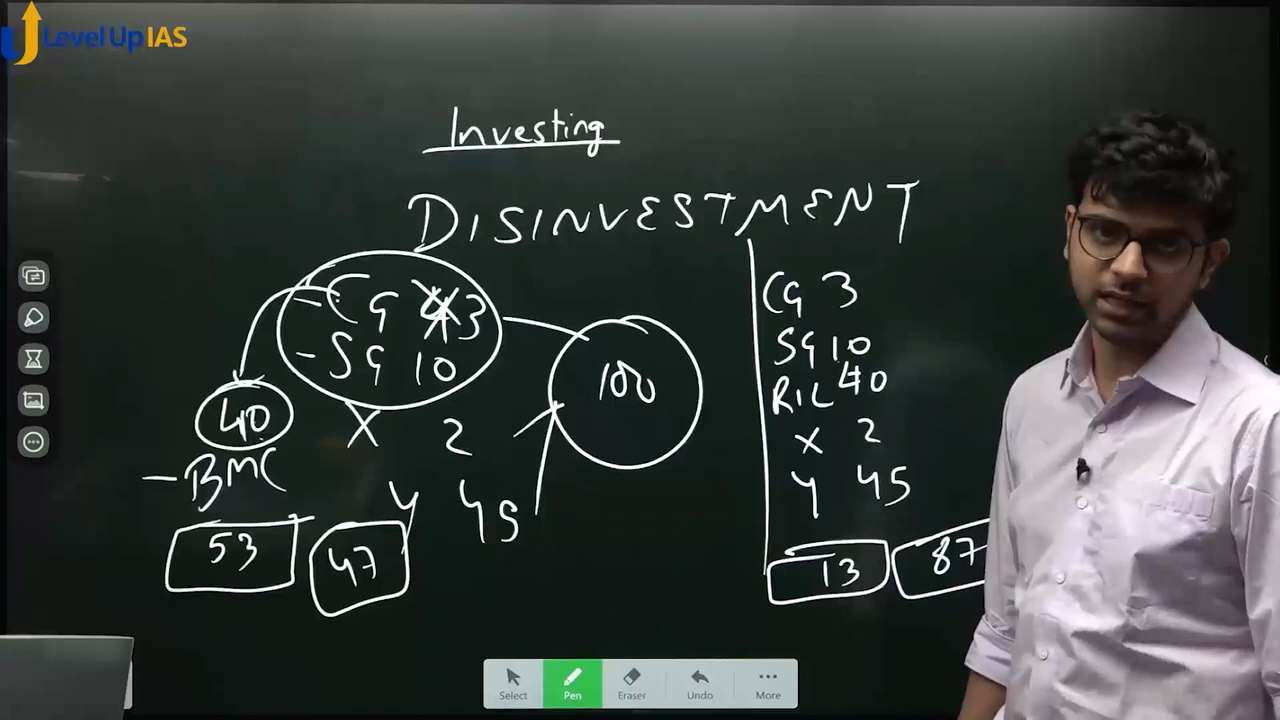 Level Up IAS
Investing
DISINVESTMENT
- CG 3
- SG 10
40
- BMC
X 2
Y 45
53 47
100
CG 3
SG 10
RIL 40
X 2
Y 45
13 87
Select Pen Eraser Undo More